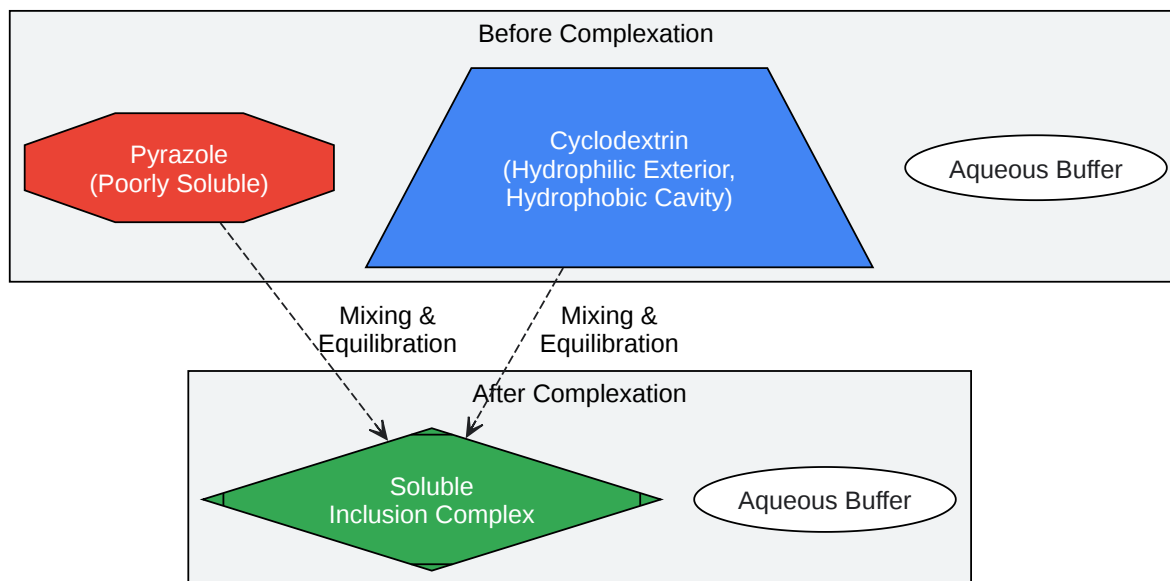 Before Complexation
Pyrazole
(Poorly Soluble)
Cyclodextrin
(Hydrophilic Exterior,
Hydrophobic Cavity)
Aqueous Buffer
Mixing &
Equilibration
Mixing &
Equilibration
After Complexation
Soluble
Inclusion Complex
Aqueous Buffer